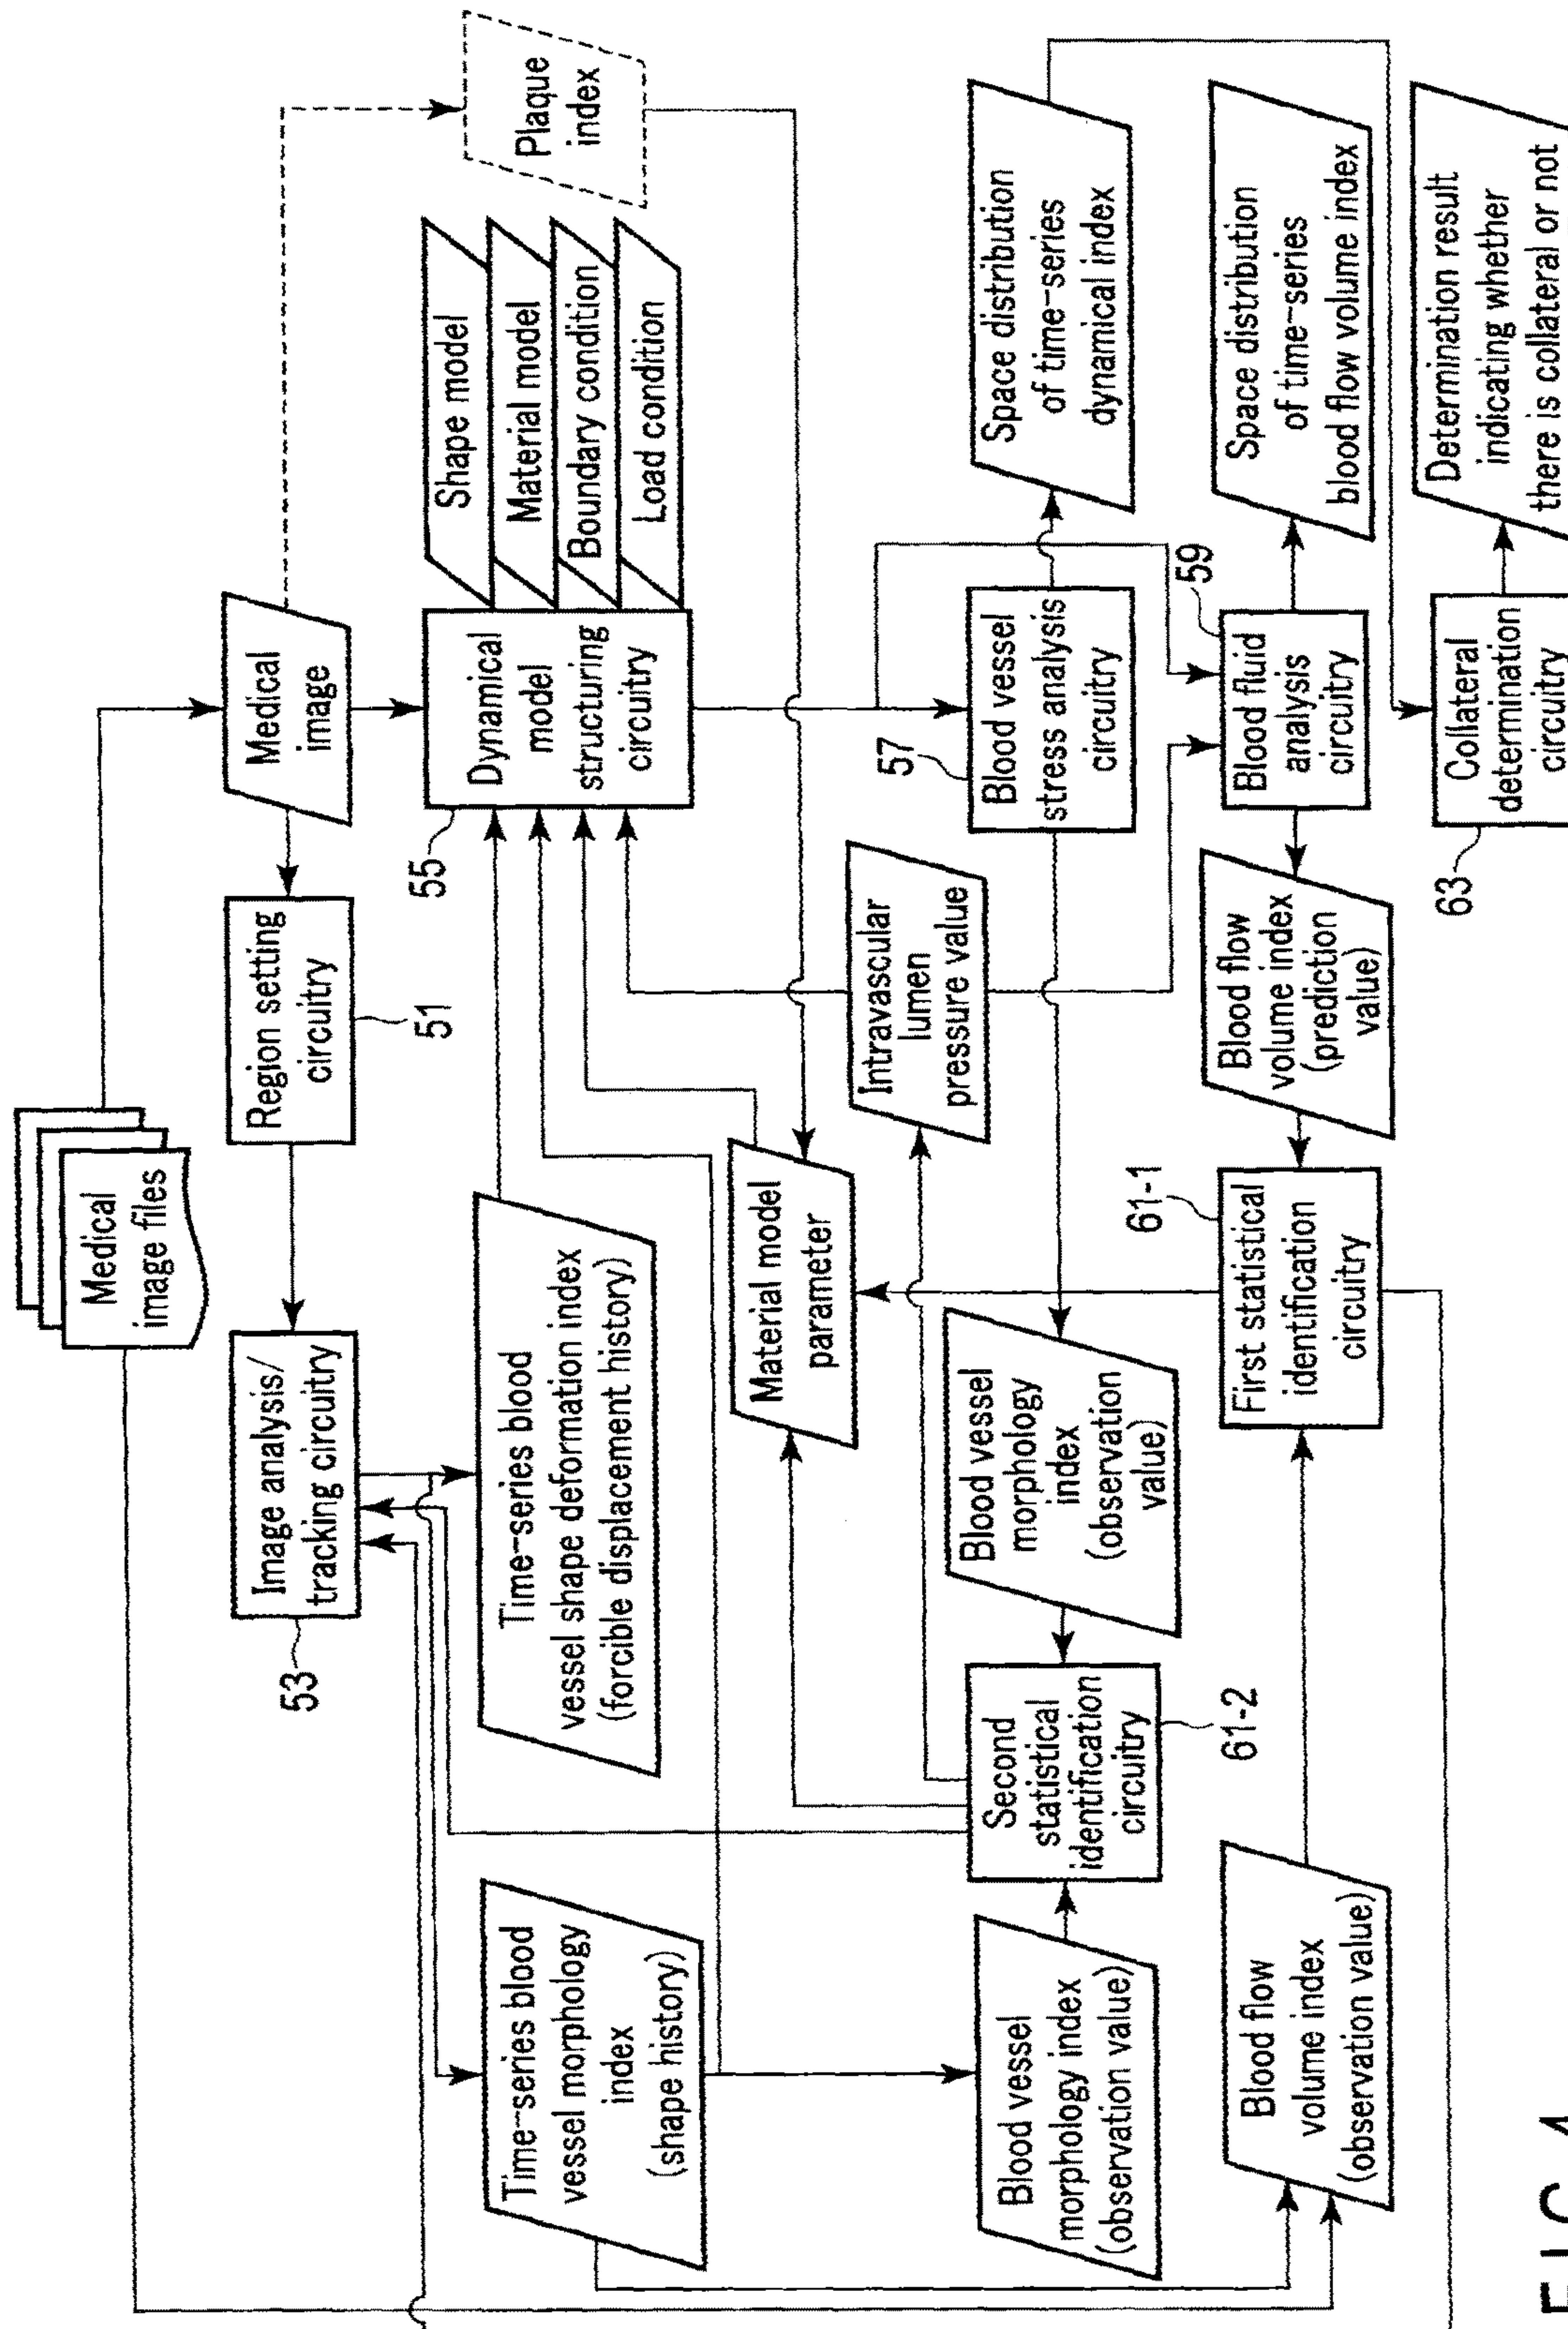 Medical
image files
Medical
image
Region setting
circuitry
51
Image analysis/
tracking circuitry
53
Plaque
index
Dynamical
model
structuring
circuitry
55
Shape model
Material model
Boundary condition
Load condition
Time-series blood
vessel shape deformation index
(forcible displacement history)
Time-series blood
vessel morphology
index
(shape history)
Material model
parameter
Intravascular
lumen
pressure value
Blood vessel
stress analysis
circuitry
57
Space distribution
of time-series
dynamical index
Blood vessel
morphology
index
(observation
value)
Second
statistical
identification
circuitry
61-2
Blood vessel
morphology index
(observation value)
Blood fluid
analysis
circuitry
59
Space distribution
of time-series
blood flow volume index
Blood flow
volume index
(prediction
value)
First statistical
identification
circuitry
61-1
Blood flow
volume index
(observation value)
Collateral
determination
circuitry
63
Determination result
indicating whether
there is collateral or not